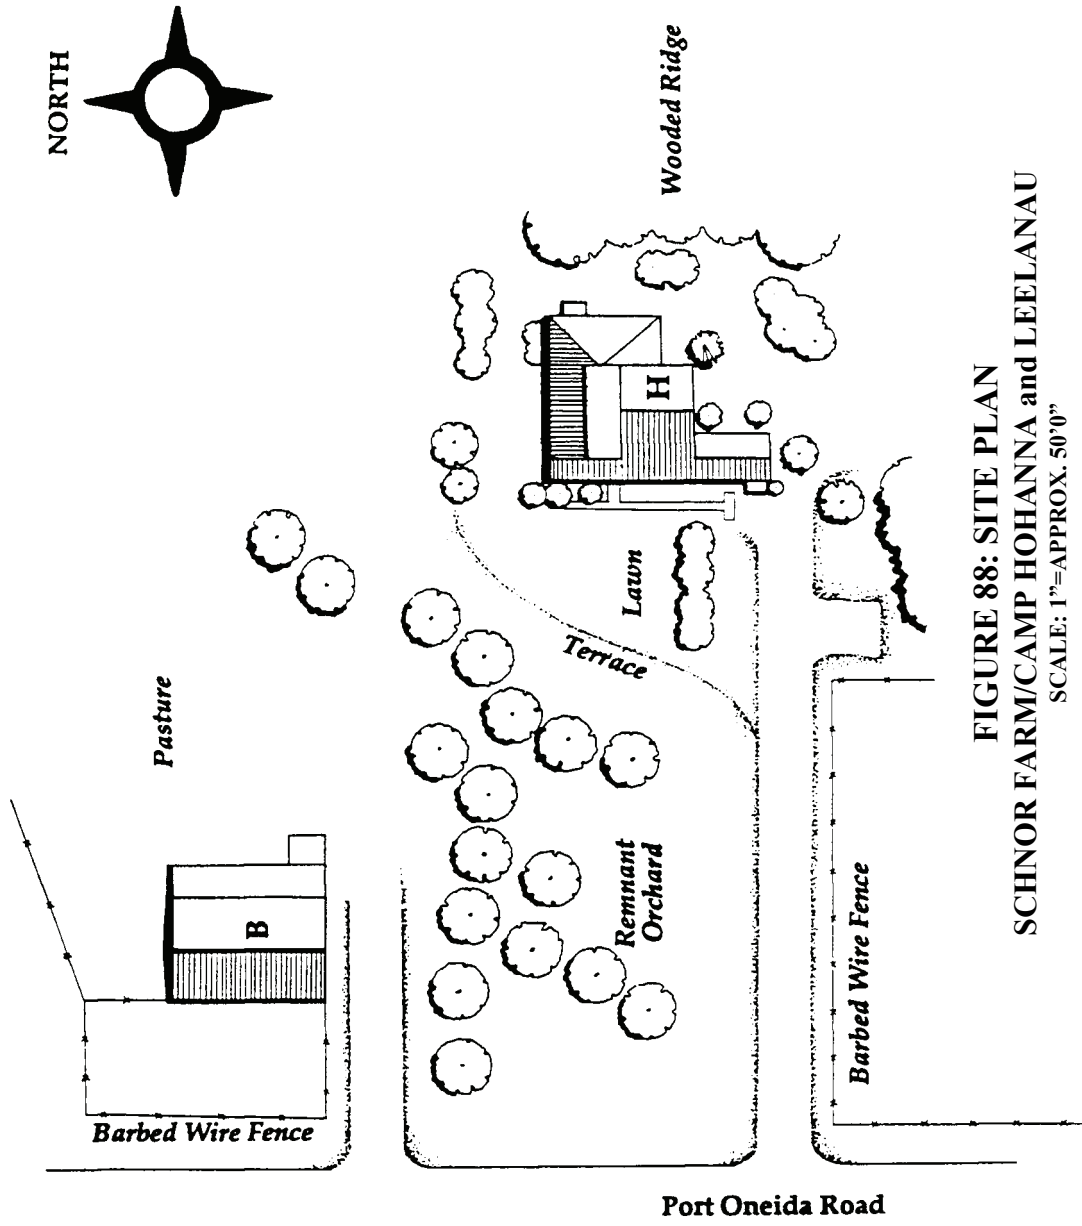 NORTH
Wooded Ridge
H
Lawn
Terrace
Pasture
B
Remnant
Orchard
Barbed Wire Fence
Barbed Wire Fence
Port Oneida Road
FIGURE 88: SITE PLAN
SCHNOR FARM/CAMP HOHANNA and LEELANAU
SCALE: 1”=APPROX. 50'0”